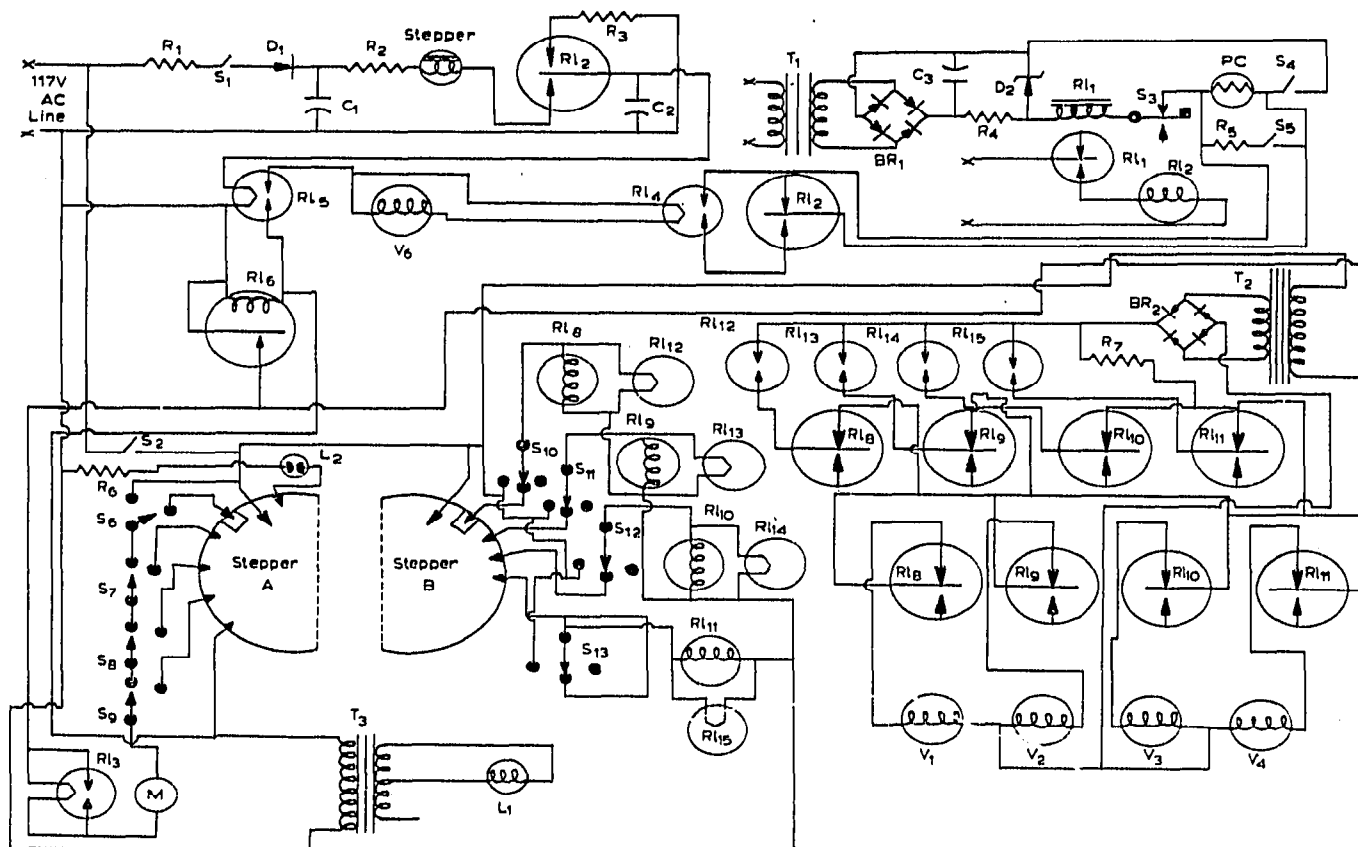 R3
Stepper
R1 D1 R2 Rl2 T1 C3 PC S4
S1 D2 Rl1 S3
117V AC Line
C1 C2 R4 R5 S5
BR1 Rl1
Rl5 Rl4 Rl2 Rl2
V6
Rl6 T2
BR2
Rl8 Rl12 Rl13 Rl14 Rl15
Rl12 R7
Rl9
S2 Rl13 Rl8 Rl9 Rl10 Rl11
L2 S10 S11
R6
S6 S12 Rl10 Rl14
Stepper A
Stepper B
Rl8 Rl9 Rl10 Rl11
S7
Rl11
S8 S13
S9
T3 Rl15
V1 V2 V3 V4
Rl3 M L1